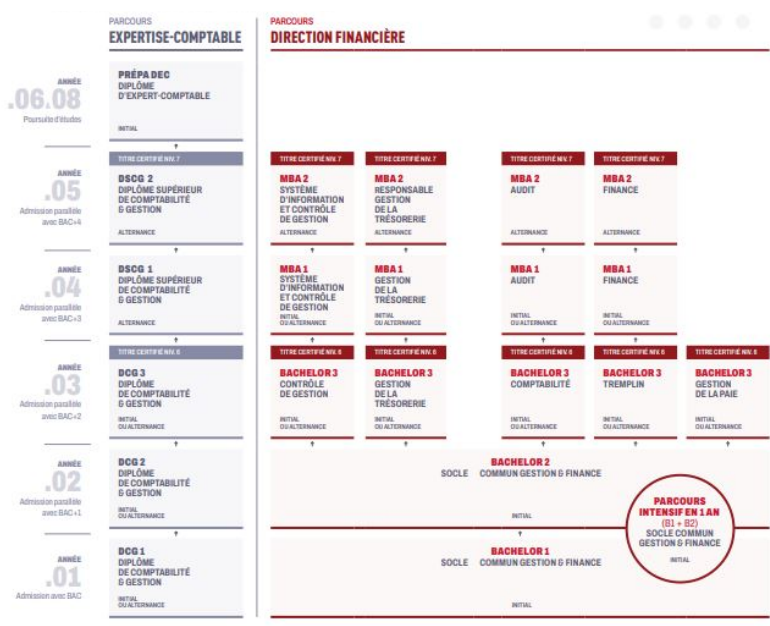 PARCOURS
EXPERTISE-COMPTABLE
PARCOURS
DIRECTION FINANCIÈRE
ANNÉE
.06.08
Poursuite d'études
PRÉPA DEC
DIPLÔME
D'EXPERT-COMPTABLE
INITIAL
ANNÉE
.05
Admission parallèle
avec BAC+4
TITRE CERTIFIÉ NIV. 7
DSCG 2
DIPLÔME SUPÉRIEUR
DE COMPTABILITÉ
& GESTION
ALTERNANCE
TITRE CERTIFIÉ NIV. 7
MBA 2
SYSTÈME
D'INFORMATION
ET CONTRÔLE
DE GESTION
ALTERNANCE
TITRE CERTIFIÉ NIV. 7
MBA 2
RESPONSABLE
GESTION
DE LA
TRÉSORERIE
ALTERNANCE
TITRE CERTIFIÉ NIV. 7
MBA 2
AUDIT
ALTERNANCE
TITRE CERTIFIÉ NIV. 7
MBA 2
FINANCE
ALTERNANCE
ANNÉE
.04
Admission parallèle
avec BAC+3
DSCG 1
DIPLÔME SUPÉRIEUR
DE COMPTABILITÉ
& GESTION
ALTERNANCE
MBA 1
SYSTÈME
D'INFORMATION
ET CONTRÔLE
DE GESTION
INITIAL
OU ALTERNANCE
MBA 1
GESTION
DE LA
TRÉSORERIE
INITIAL
OU ALTERNANCE
MBA 1
AUDIT
INITIAL
OU ALTERNANCE
MBA 1
FINANCE
INITIAL
OU ALTERNANCE
ANNÉE
.03
Admission parallèle
avec BAC+2
TITRE CERTIFIÉ NIV. 6
DCG 3
DIPLÔME
DE COMPTABILITÉ
& GESTION
INITIAL
OU ALTERNANCE
TITRE CERTIFIÉ NIV. 6
BACHELOR 3
CONTRÔLE
DE GESTION
INITIAL
OU ALTERNANCE
TITRE CERTIFIÉ NIV. 6
BACHELOR 3
GESTION
DE LA
TRÉSORERIE
INITIAL
OU ALTERNANCE
TITRE CERTIFIÉ NIV. 6
BACHELOR 3
COMPTABILITÉ
INITIAL
OU ALTERNANCE
TITRE CERTIFIÉ NIV. 6
BACHELOR 3
TREMPLIN
INITIAL
OU ALTERNANCE
TITRE CERTIFIÉ NIV. 6
BACHELOR 3
GESTION
DE LA PAIE
INITIAL
OU ALTERNANCE
ANNÉE
.02
Admission parallèle
avec BAC+1
DCG 2
DIPLÔME
DE COMPTABILITÉ
& GESTION
INITIAL
OU ALTERNANCE
BACHELOR 2
SOCLE COMMUN GESTION & FINANCE
INITIAL
PARCOURS
INTENSIF EN 1 AN
(B1 + B2)
SOCLE COMMUN
GESTION & FINANCE
INITIAL
ANNÉE
.01
Admission avec BAC
DCG 1
DIPLÔME
DE COMPTABILITÉ
& GESTION
INITIAL
OU ALTERNANCE
BACHELOR 1
SOCLE COMMUN GESTION & FINANCE
INITIAL